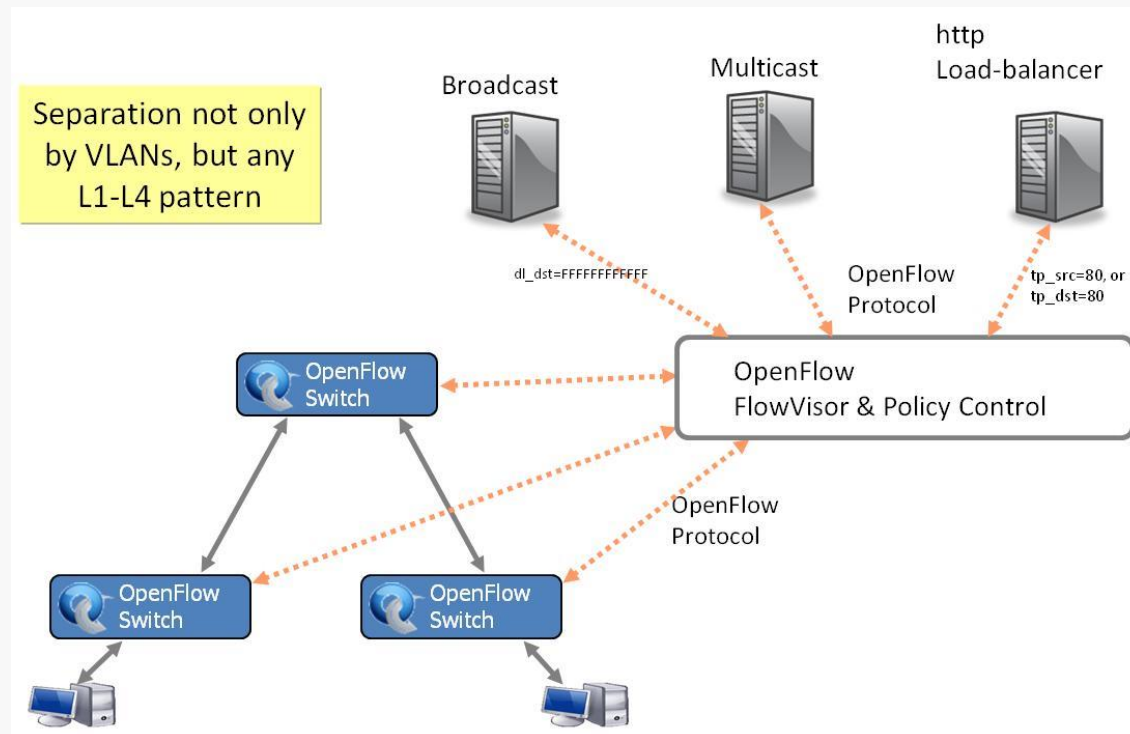 Separation not only
by VLANs, but any
L1-L4 pattern
Broadcast
Multicast
http
Load-balancer
dl_dst=FFFFFFFFFFFF
OpenFlow
Protocol
tp_src=80, or
tp_dst=80
OpenFlow
FlowVisor & Policy Control
OpenFlow
Switch
OpenFlow
Protocol
OpenFlow
Switch
OpenFlow
Switch